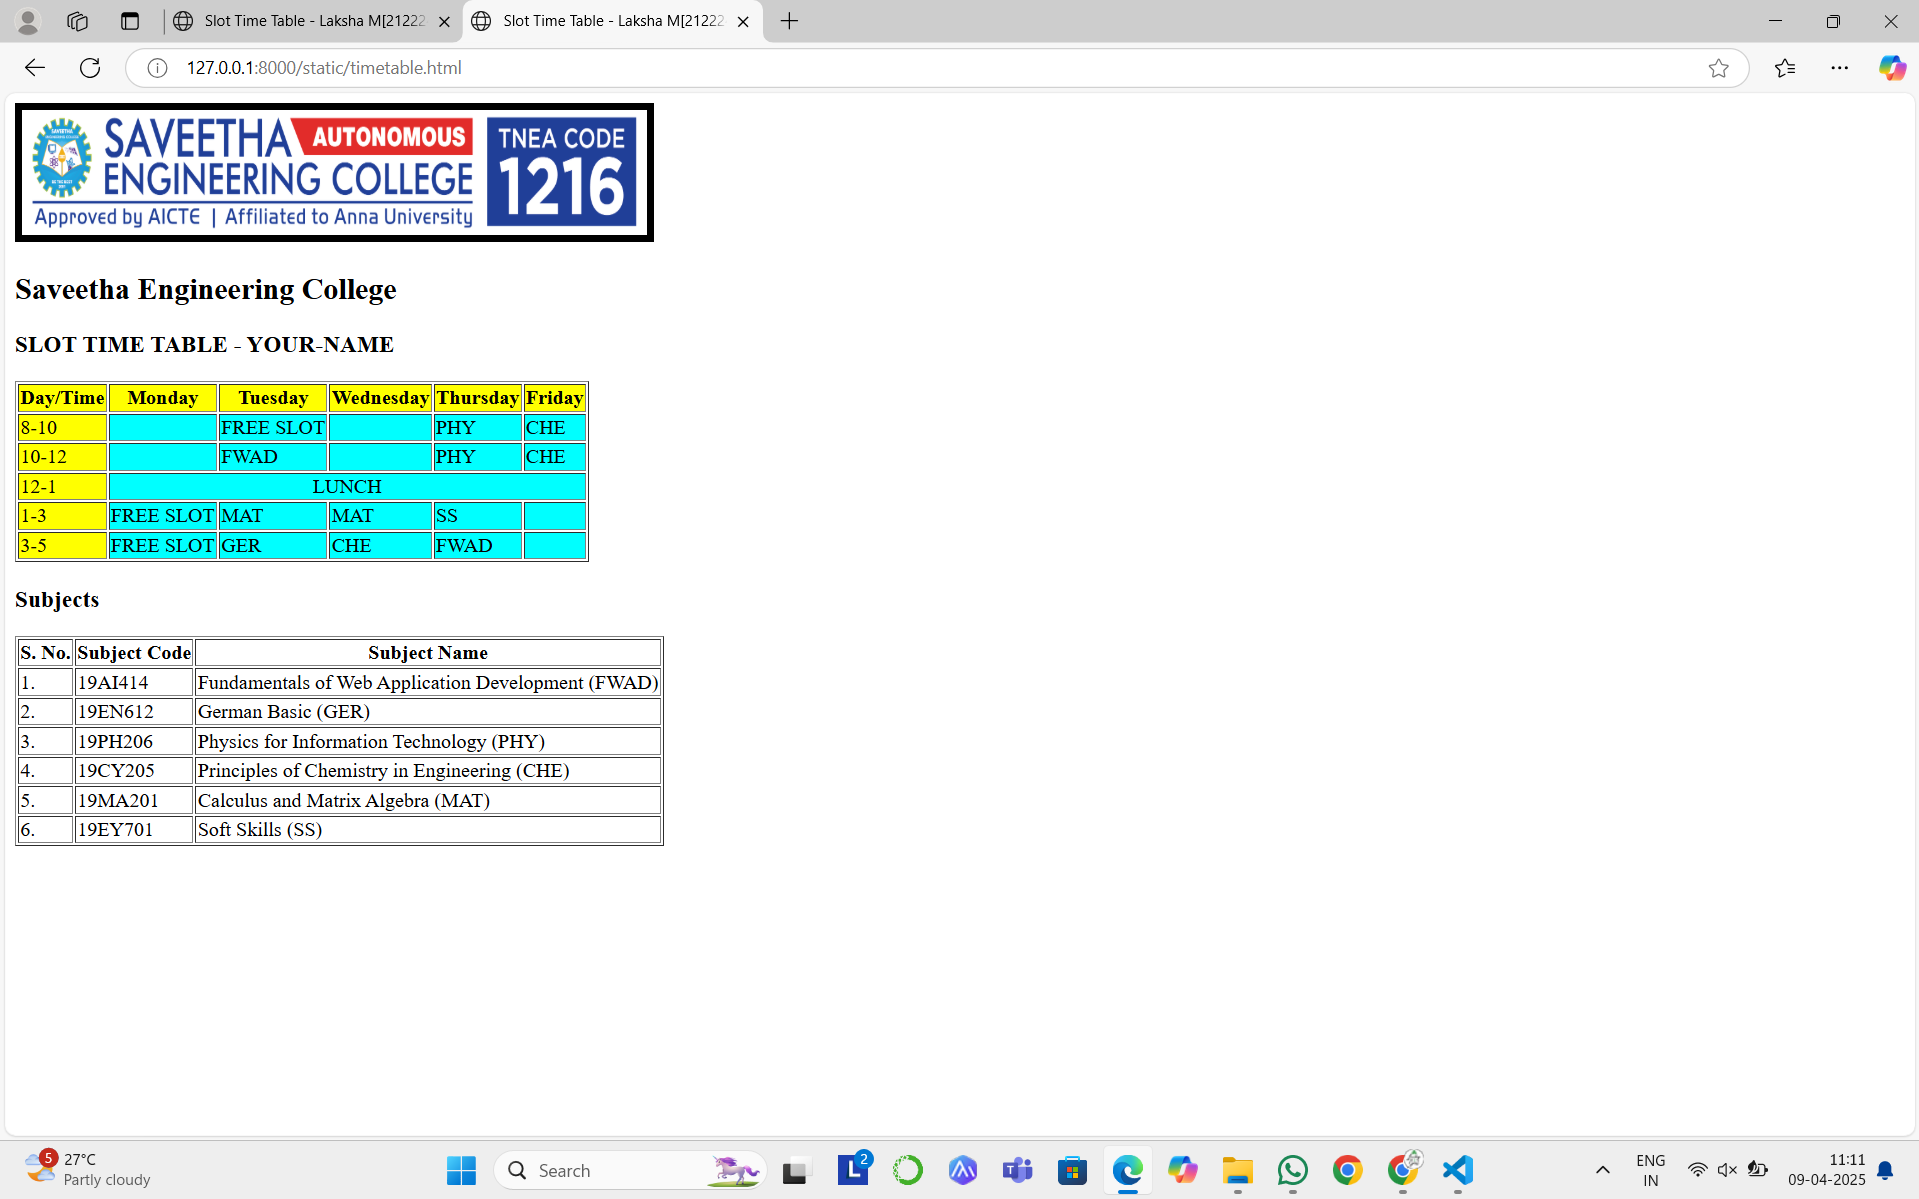 Slot Time Table - Laksha M[21222
Slot Time Table - Laksha M[21222
127.0.0.1:8000/static/timetable.html
SAVEETHA AUTONOMOUS
ENGINEERING COLLEGE
Approved by AICTE | Affiliated to Anna University
TNEA CODE
1216
Saveetha Engineering College
SLOT TIME TABLE - YOUR-NAME
Day/Time Monday Tuesday Wednesday Thursday Friday
8-10 FREE SLOT PHY CHE
10-12 FWAD PHY CHE
12-1 LUNCH
1-3 FREE SLOT MAT MAT SS
3-5 FREE SLOT GER CHE FWAD
Subjects
S. No. Subject Code Subject Name
1. 19AI414 Fundamentals of Web Application Development (FWAD)
2. 19EN612 German Basic (GER)
3. 19PH206 Physics for Information Technology (PHY)
4. 19CY205 Principles of Chemistry in Engineering (CHE)
5. 19MA201 Calculus and Matrix Algebra (MAT)
6. 19EY701 Soft Skills (SS)
5
27°C
Partly cloudy
Search
L 2
ENG
IN
11:11
09-04-2025